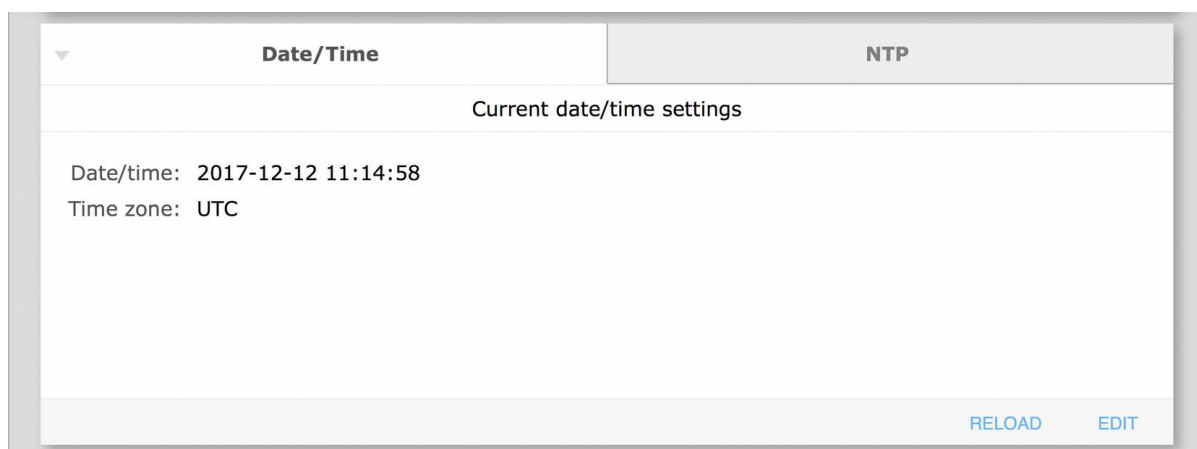 Date/Time NTP
Current date/time settings
Date/time: 2017-12-12 11:14:58
Time zone: UTC
RELOAD EDIT